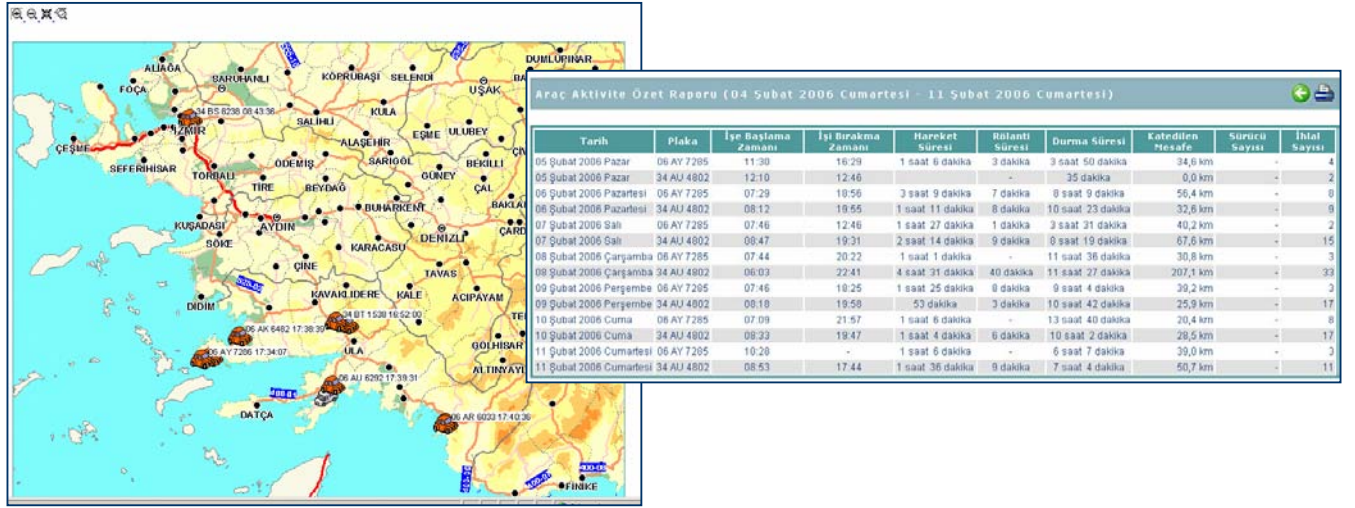 ALİAĞA
FOÇA
SARUHANLI
KÖPRÜBAŞI
SELENDİ
DUMLUPINAR
UŞAK
34 BS 8238 08:43:36
İZMİR
SALİHLİ
KULA
ÇEŞME
SEFERİHİSAR
TORBALI
ALAŞEHİR
EŞME
ULUBEY
ÖDEMİŞ
SARIGÖL
BEKİLLİ
TİRE
BEYDAĞ
GÜNEY
ÇAL
KUŞADASI
AYDIN
BUHARKENT
BAKLA
SÖKE
DENİZLİ
ÇARD
KARACASU
ÇİNE
TAVAS
DİDİM
KAVAKLIDERE
KALE
ACIPAYAM
34 BT 1538 16:52:00
06 AK 6482 17:38:39
06 AY 7286 17:34:07
ULA
GÖLHİSAR
ALTINYAYL
06 AU 6292 17:39:31
DATÇA
06 AR 6033 17:40:36
FİNİKE
Araç Aktivite Özet Raporu (04 Şubat 2006 Cumartesi - 11 Şubat 2006 Cumartesi)
Tarih Plaka İşe Başlama Zamanı İşi Bırakma Zamanı Hareket Süresi Rölanti Süresi Durma Süresi Katedilen Mesafe Sürücü Sayısı İhlal Sayısı
05 Şubat 2006 Pazar 06 AY 7285 11:30 16:29 1 saat 6 dakika 3 dakika 3 saat 50 dakika 34,6 km - 4
05 Şubat 2006 Pazar 34 AU 4802 12:10 12:46 - 35 dakika 0,0 km - 2
06 Şubat 2006 Pazartesi 06 AY 7285 07:29 18:56 3 saat 9 dakika 7 dakika 8 saat 9 dakika 56,4 km - 8
06 Şubat 2006 Pazartesi 34 AU 4802 08:12 19:55 1 saat 11 dakika 8 dakika 10 saat 23 dakika 32,6 km - 9
07 Şubat 2006 Salı 06 AY 7285 07:46 12:46 1 saat 27 dakika 1 dakika 3 saat 31 dakika 40,2 km - 2
07 Şubat 2006 Salı 34 AU 4802 08:47 19:31 2 saat 14 dakika 9 dakika 8 saat 19 dakika 67,6 km - 15
08 Şubat 2006 Çarşamba 06 AY 7285 07:44 20:22 1 saat 1 dakika - 11 saat 36 dakika 30,8 km - 3
08 Şubat 2006 Çarşamba 34 AU 4802 06:03 22:41 4 saat 31 dakika 40 dakika 11 saat 27 dakika 207,1 km - 33
09 Şubat 2006 Perşembe 06 AY 7285 07:46 18:25 1 saat 25 dakika 8 dakika 9 saat 4 dakika 39,2 km - 3
09 Şubat 2006 Perşembe 34 AU 4802 08:18 19:58 53 dakika 3 dakika 10 saat 42 dakika 25,9 km - 17
10 Şubat 2006 Cuma 06 AY 7285 07:09 21:57 1 saat 6 dakika - 13 saat 40 dakika 20,4 km - 8
10 Şubat 2006 Cuma 34 AU 4802 08:33 19:47 1 saat 4 dakika 6 dakika 10 saat 2 dakika 28,5 km - 17
11 Şubat 2006 Cumartesi 06 AY 7285 10:28 - 1 saat 6 dakika - 6 saat 7 dakika 39,0 km - 3
11 Şubat 2006 Cumartesi 34 AU 4802 08:53 17:44 1 saat 36 dakika 9 dakika 7 saat 4 dakika 50,7 km - 11